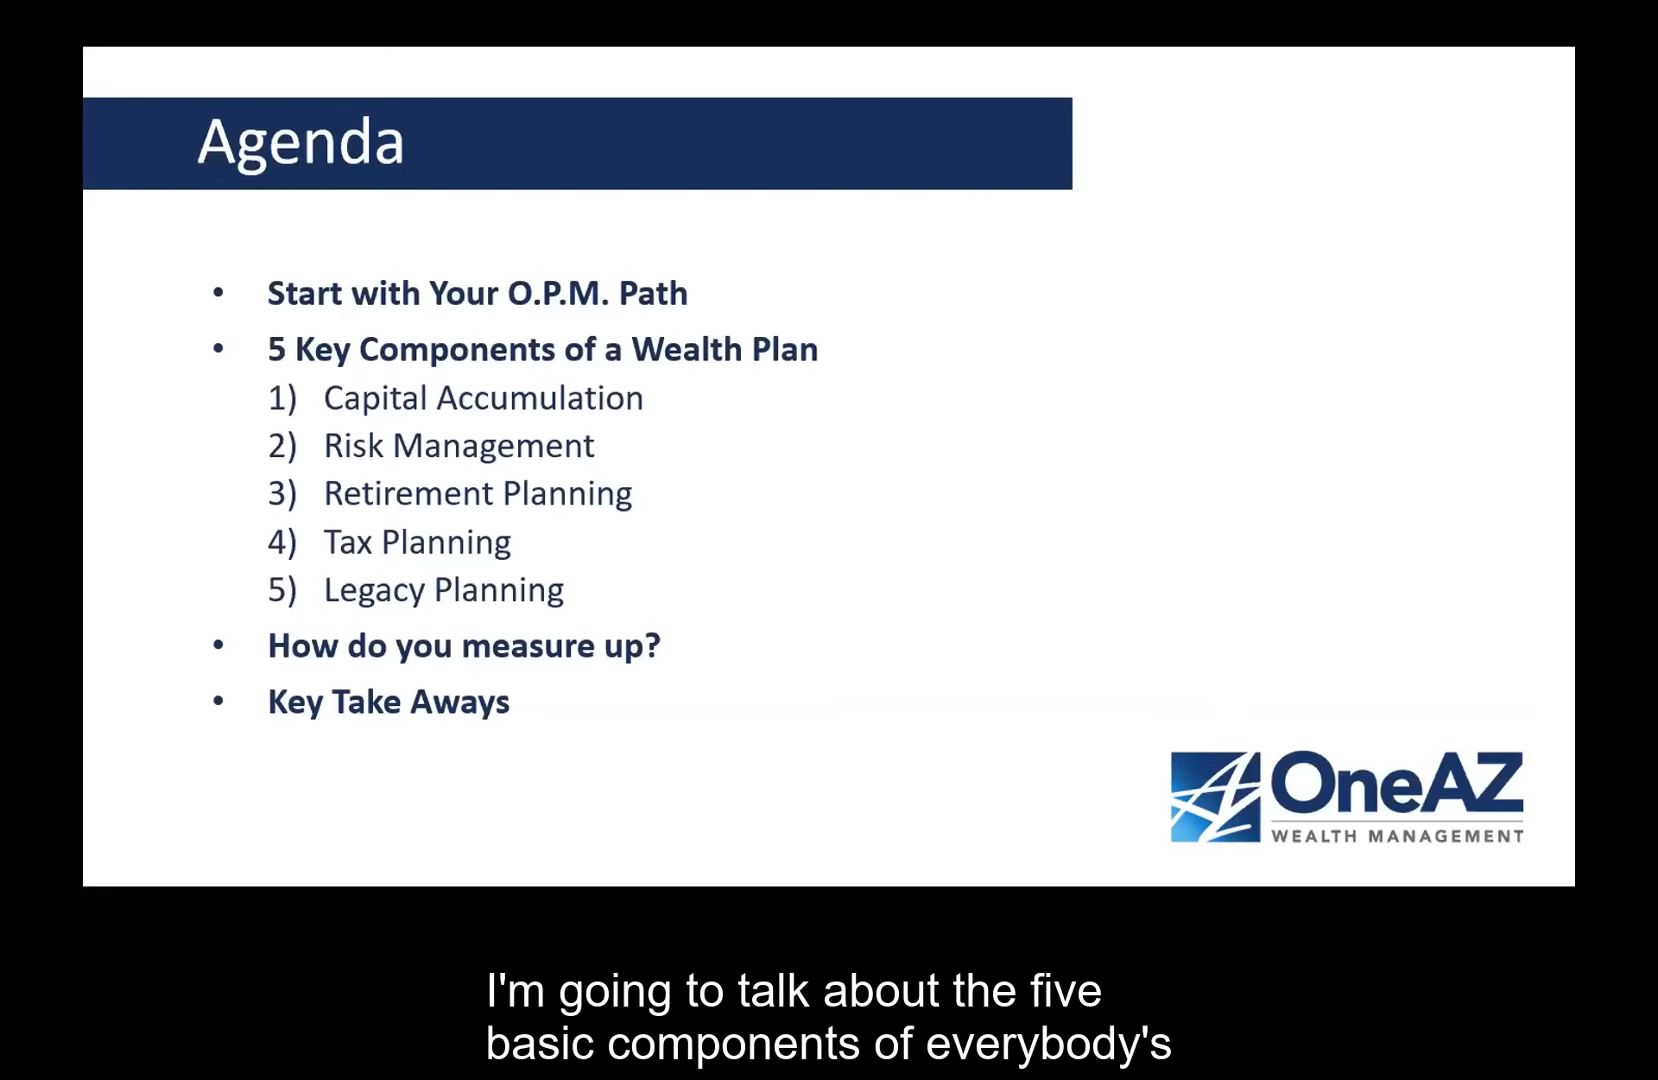 Agenda
• Start with Your O.P.M. Path
• 5 Key Components of a Wealth Plan
1) Capital Accumulation
2) Risk Management
3) Retirement Planning
4) Tax Planning
5) Legacy Planning
• How do you measure up?
• Key Take Aways
OneAZ
WEALTH MANAGEMENT
I'm going to talk about the five
basic components of everybody's